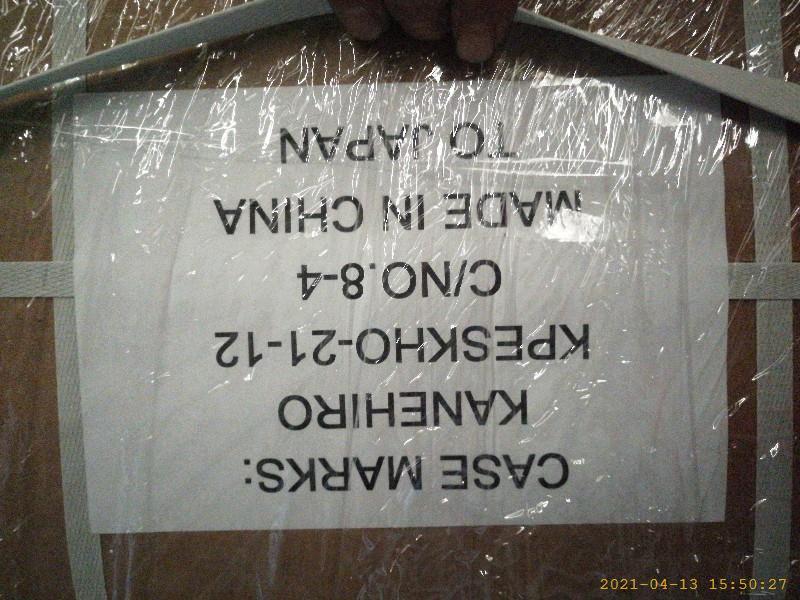 CASE MARKS:
KANEHIRO
KPESKHO-21-12
C/NO.8-4
MADE IN CHINA
TO JAPAN
2021-04-13 15:50:27